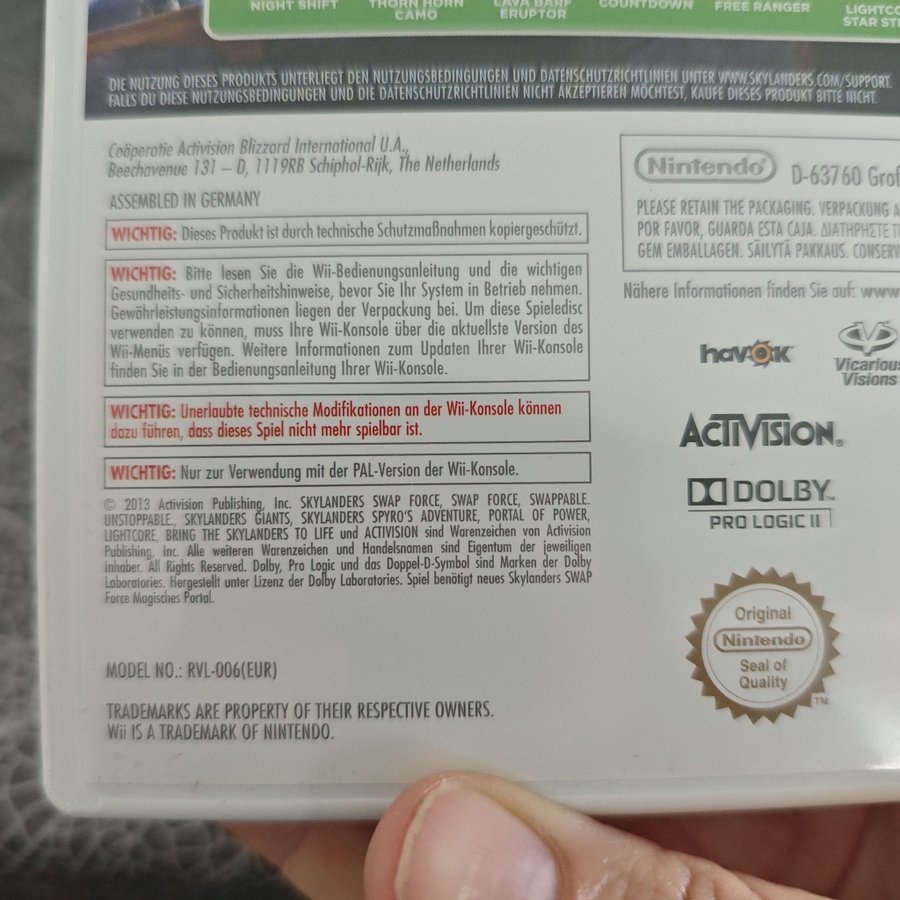 NIGHT SHIFT
THORN HORN
CAMO
LAVA BARF
ERUPTOR
COUNTDOWN
FREE RANGER
STAR
DIE NUTZUNG DIESES PRODUKTS UNTERLIEGT DEN NUTZUNGSBEDINGUNGEN UND DATENSCHUTZRICHTLINIEN UNTER WWW.SKYLANDERS.COM/SUPPORT.
FALLS DU DIESE NUTZUNGSBEDINGUNGEN UND DIE DATENSCHUTZRICHTLINIEN NICHT AKZEPTIEREN MÖCHTEST, KAUFE DIESES PRODUKT BITTE NICHT.
Coöperatie Activision Blizzard International U.A.,
Beechavenue 131 – D, 1119RB Schiphol-Rijk, The Netherlands
ASSEMBLED IN GERMANY
WICHTIG: Dieses Produkt ist durch technische Schutzmaßnahmen kopiergeschützt.
WICHTIG: Bitte lesen Sie die Wii-Bedienungsanleitung und die wichtigen
Gesundheits- und Sicherheitshinweise, bevor Sie Ihr System in Betrieb nehmen.
Gewährleistungsinformationen liegen der Verpackung bei. Um diese Spieledisc
verwenden zu können, muss Ihre Wii-Konsole über die aktuellste Version des
Wii-Menüs verfügen. Weitere Informationen zum Updaten Ihrer Wii-Konsole
finden Sie in der Bedienungsanleitung Ihrer Wii-Konsole.
WICHTIG: Unerlaubte technische Modifikationen an der Wii-Konsole können
dazu führen, dass dieses Spiel nicht mehr spielbar ist.
WICHTIG: Nur zur Verwendung mit der PAL-Version der Wii-Konsole.
© 2013 Activision Publishing, Inc. SKYLANDERS SWAP FORCE, SWAP FORCE, SWAPPABLE.
UNSTOPPABLE., SKYLANDERS GIANTS, SKYLANDERS SPYRO'S ADVENTURE, PORTAL OF POWER,
LIGHTCORE, BRING THE SKYLANDERS TO LIFE und ACTIVISION sind Warenzeichen von Activision
Publishing, Inc. Alle weiteren Warenzeichen und Handelsnamen sind Eigentum der jeweiligen
Inhaber. All Rights Reserved. Dolby, Pro Logic und das Doppel-D-Symbol sind Marken der Dolby
Laboratories. Hergestellt unter Lizenz der Dolby Laboratories. Spiel benötigt neues Skylanders SWAP
Force Magisches Portal.
MODEL NO.: RVL-006(EUR)
TRADEMARKS ARE PROPERTY OF THEIR RESPECTIVE OWNERS.
Wii IS A TRADEMARK OF NINTENDO.
Nintendo® D-63760
PLEASE RETAIN THE PACKAGING. VERPACKUNG
POR FAVOR, GUARDA ESTA CAJA. ΔΙΑΤΗΡΗΣΤΕ
GEM EMBALLAGEN. SÄILYTÄ PAKKAUS.
Nähere Informationen finden Sie auf: www
havok
Vicarious
Visions
ACTIVISION®
DOLBY™
PRO LOGIC II
Original
Nintendo
Seal of
Quality
TM